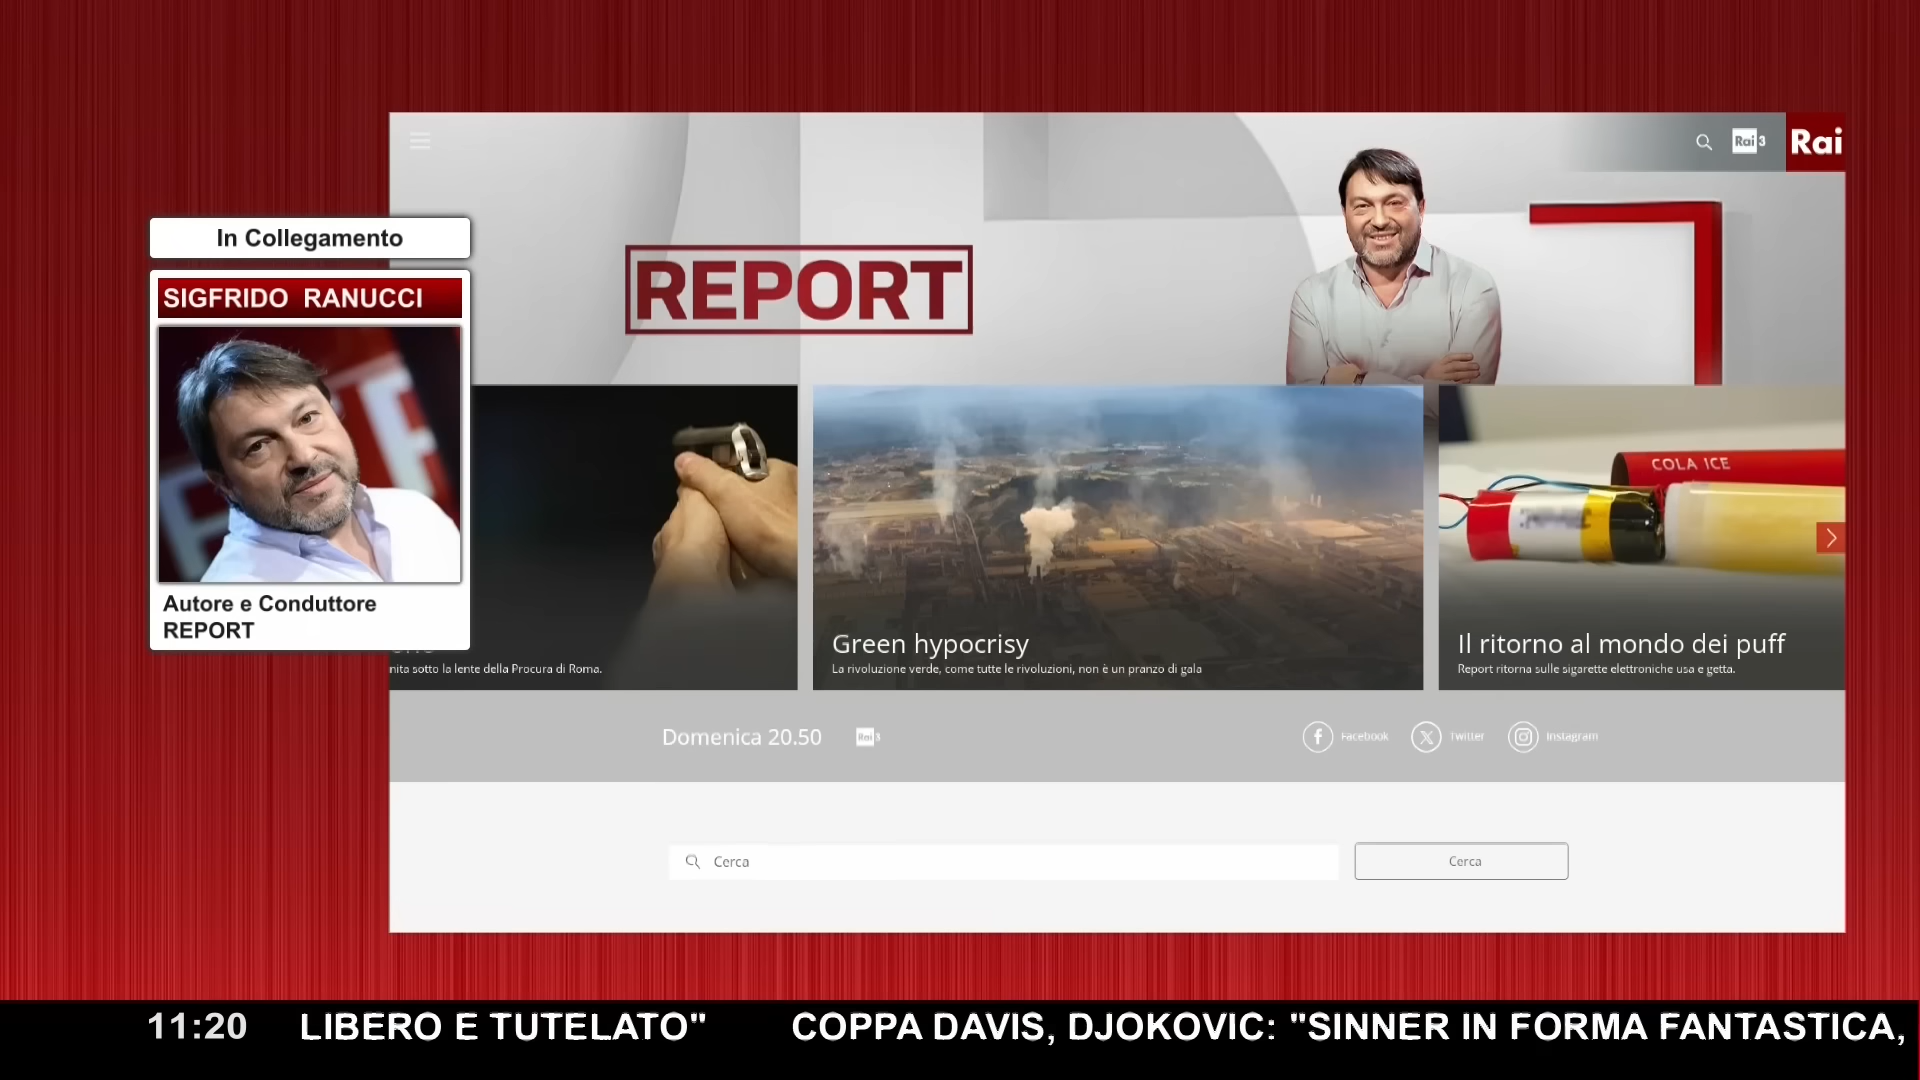 In Collegamento
SIGFRIDO RANUCCI
Autore e Conduttore
REPORT
Rai 3
Rai
REPORT
COLA ICE
nita sotto la lente della Procura di Roma.
Green hypocrisy
La rivoluzione verde, come tutte le rivoluzioni, non è un pranzo di gala
Il ritorno al mondo dei puff
Report ritorna sulle sigarette elettroniche usa e getta.
Domenica 20.50
Rai 3
Facebook
Twitter
Instagram
Cerca
Cerca
11:20
LIBERO E TUTELATO" COPPA DAVIS, DJOKOVIC: "SINNER IN FORMA FANTASTICA,